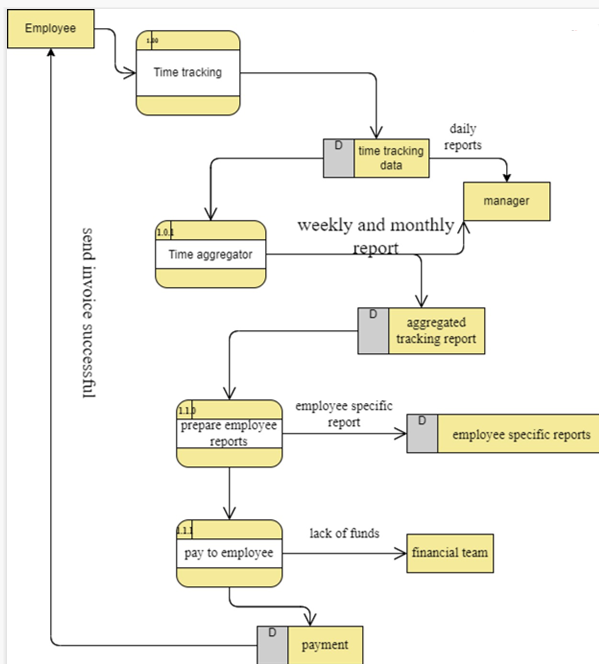 Employee
1.00
Time tracking
D
time tracking
data
daily
reports
manager
1.0.1
Time aggregator
weekly and monthly
report
D
aggregated
tracking report
send invoice successful
1.1.0
prepare employee
reports
employee specific
report
D
employee specific reports
1.1.1
pay to employee
lack of funds
financial team
D
payment